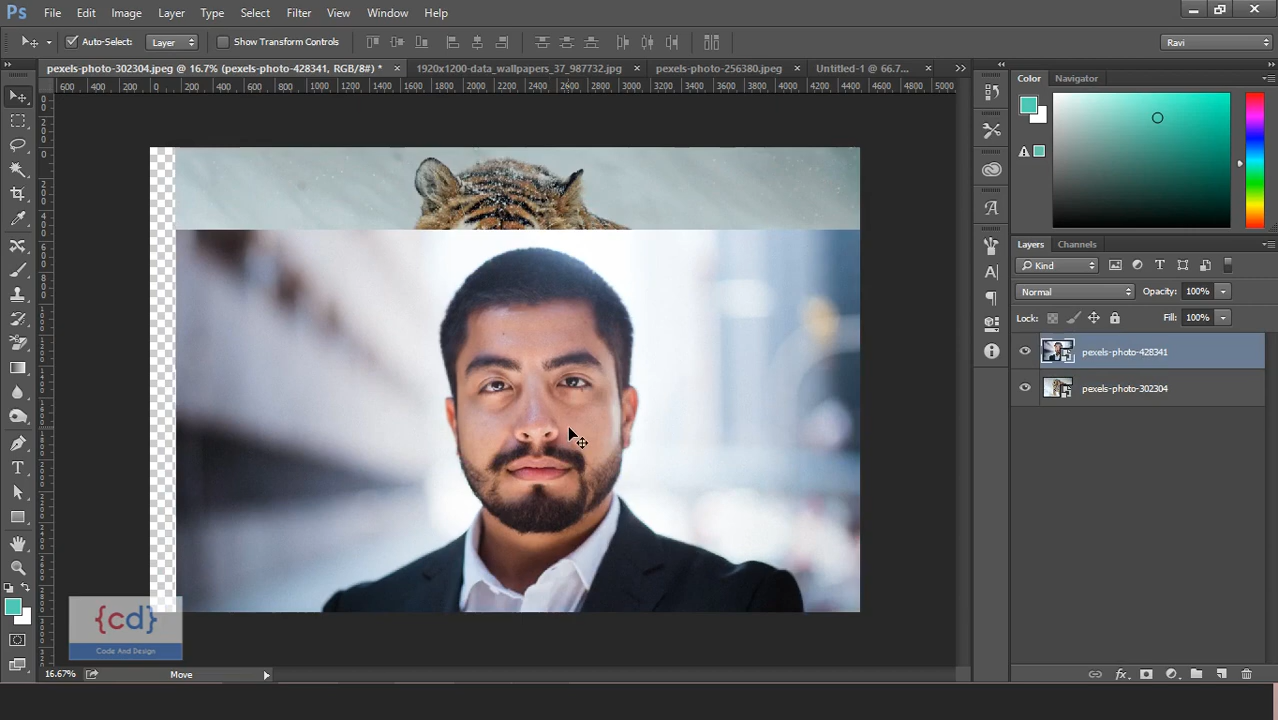 Ps File Edit Image Layer Type Select Filter View Window Help
Auto-Select: Layer Show Transform Controls Ravi
pexels-photo-302304.jpeg @ 16.7% (pexels-photo-428341, RGB/8#) * × 1920x1200-data_wallpapers_37_987732.jpg × pexels-photo-256380.jpeg × Untitled-1 @ 66.7... × >>
600 400 200 0 200 400 600 800 1000 1200 1400 1600 1800 2000 2200 2400 2600 2800 3000 3200 3400 3600 3800 4000 4200 4400 4600 4800 5000
Color Navigator
Layers Channels
Kind
Normal Opacity: 100%
Lock: Fill: 100%
pexels-photo-428341
pexels-photo-302304
{cd}
Code And Design
16.67% Move